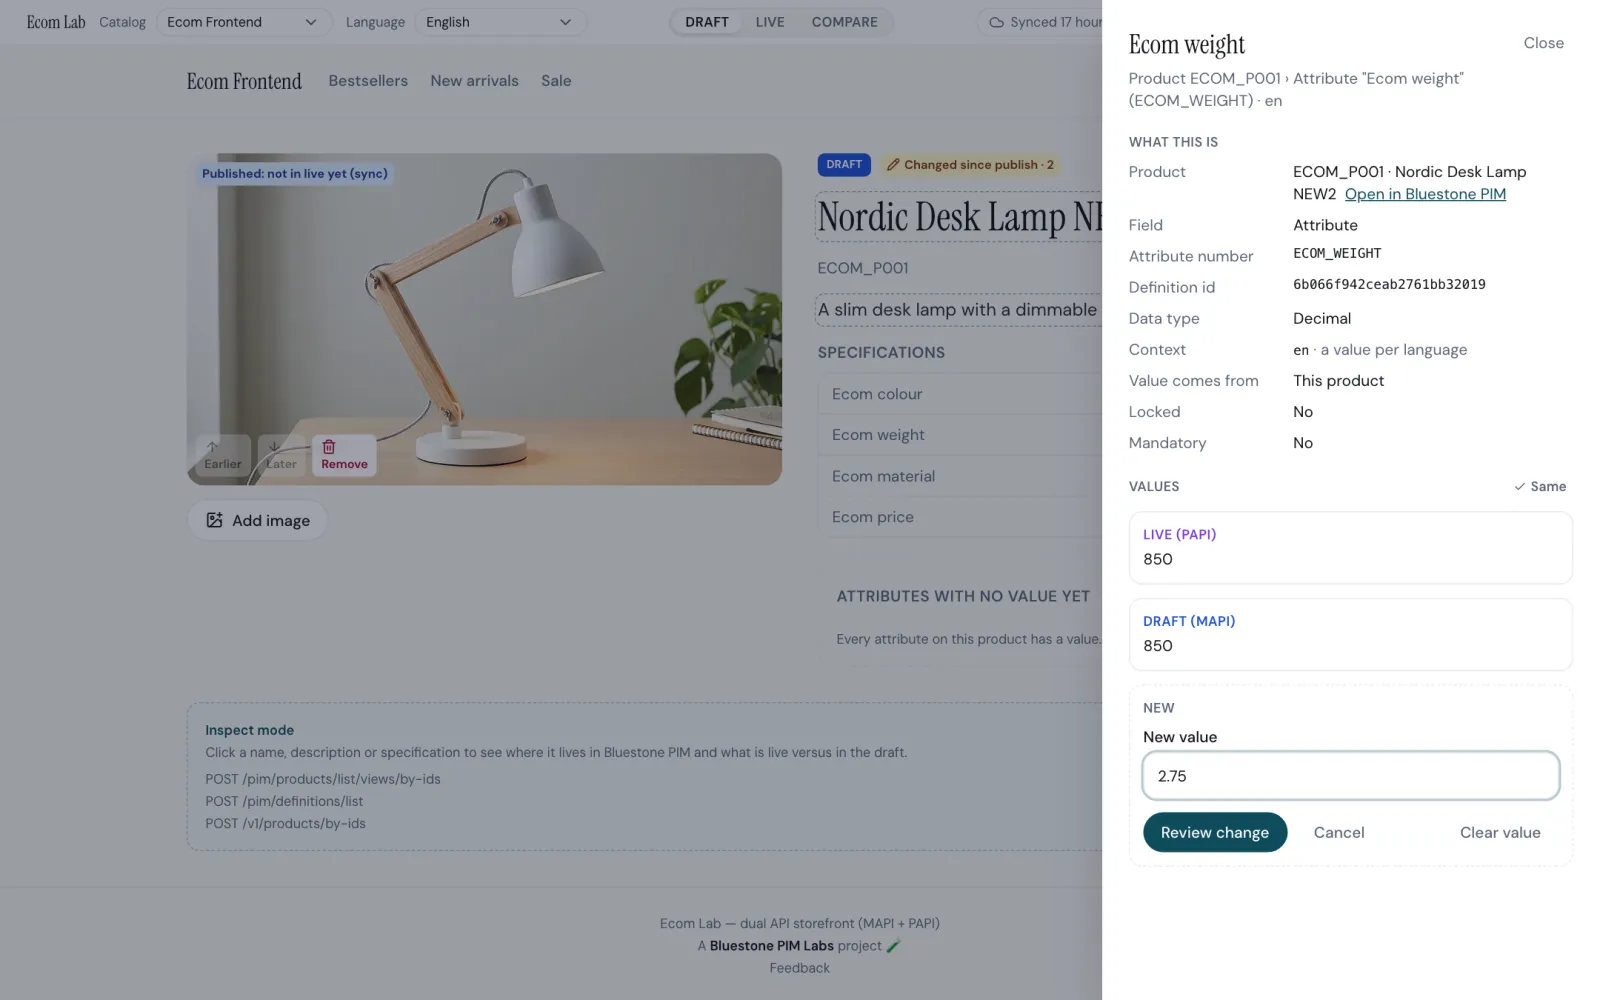 Ecom Lab Catalog Ecom Frontend Language English DRAFT LIVE COMPARE Synced 17 hour
Ecom Frontend Bestsellers New arrivals Sale
Published: not in live yet (sync)
Earlier Later Remove
Add image
DRAFT Changed since publish · 2
Nordic Desk Lamp NE
ECOM_P001
A slim desk lamp with a dimmable
SPECIFICATIONS
Ecom colour
Ecom weight
Ecom material
Ecom price
ATTRIBUTES WITH NO VALUE YET
Every attribute on this product has a value.
Inspect mode
Click a name, description or specification to see where it lives in Bluestone PIM and what is live versus in the draft.
POST /pim/products/list/views/by-ids
POST /pim/definitions/list
POST /v1/products/by-ids
Ecom Lab — dual API storefront (MAPI + PAPI)
A Bluestone PIM Labs project
Feedback
Ecom weight Close
Product ECOM_P001 › Attribute "Ecom weight"
(ECOM_WEIGHT) · en
WHAT THIS IS
Product ECOM_P001 · Nordic Desk Lamp
NEW2 Open in Bluestone PIM
Field Attribute
Attribute number ECOM_WEIGHT
Definition id 6b066f942ceab2761bb32019
Data type Decimal
Context en · a value per language
Value comes from This product
Locked No
Mandatory No
VALUES Same
LIVE (PAPI)
850
DRAFT (MAPI)
850
NEW
New value
2.75
Review change Cancel Clear value